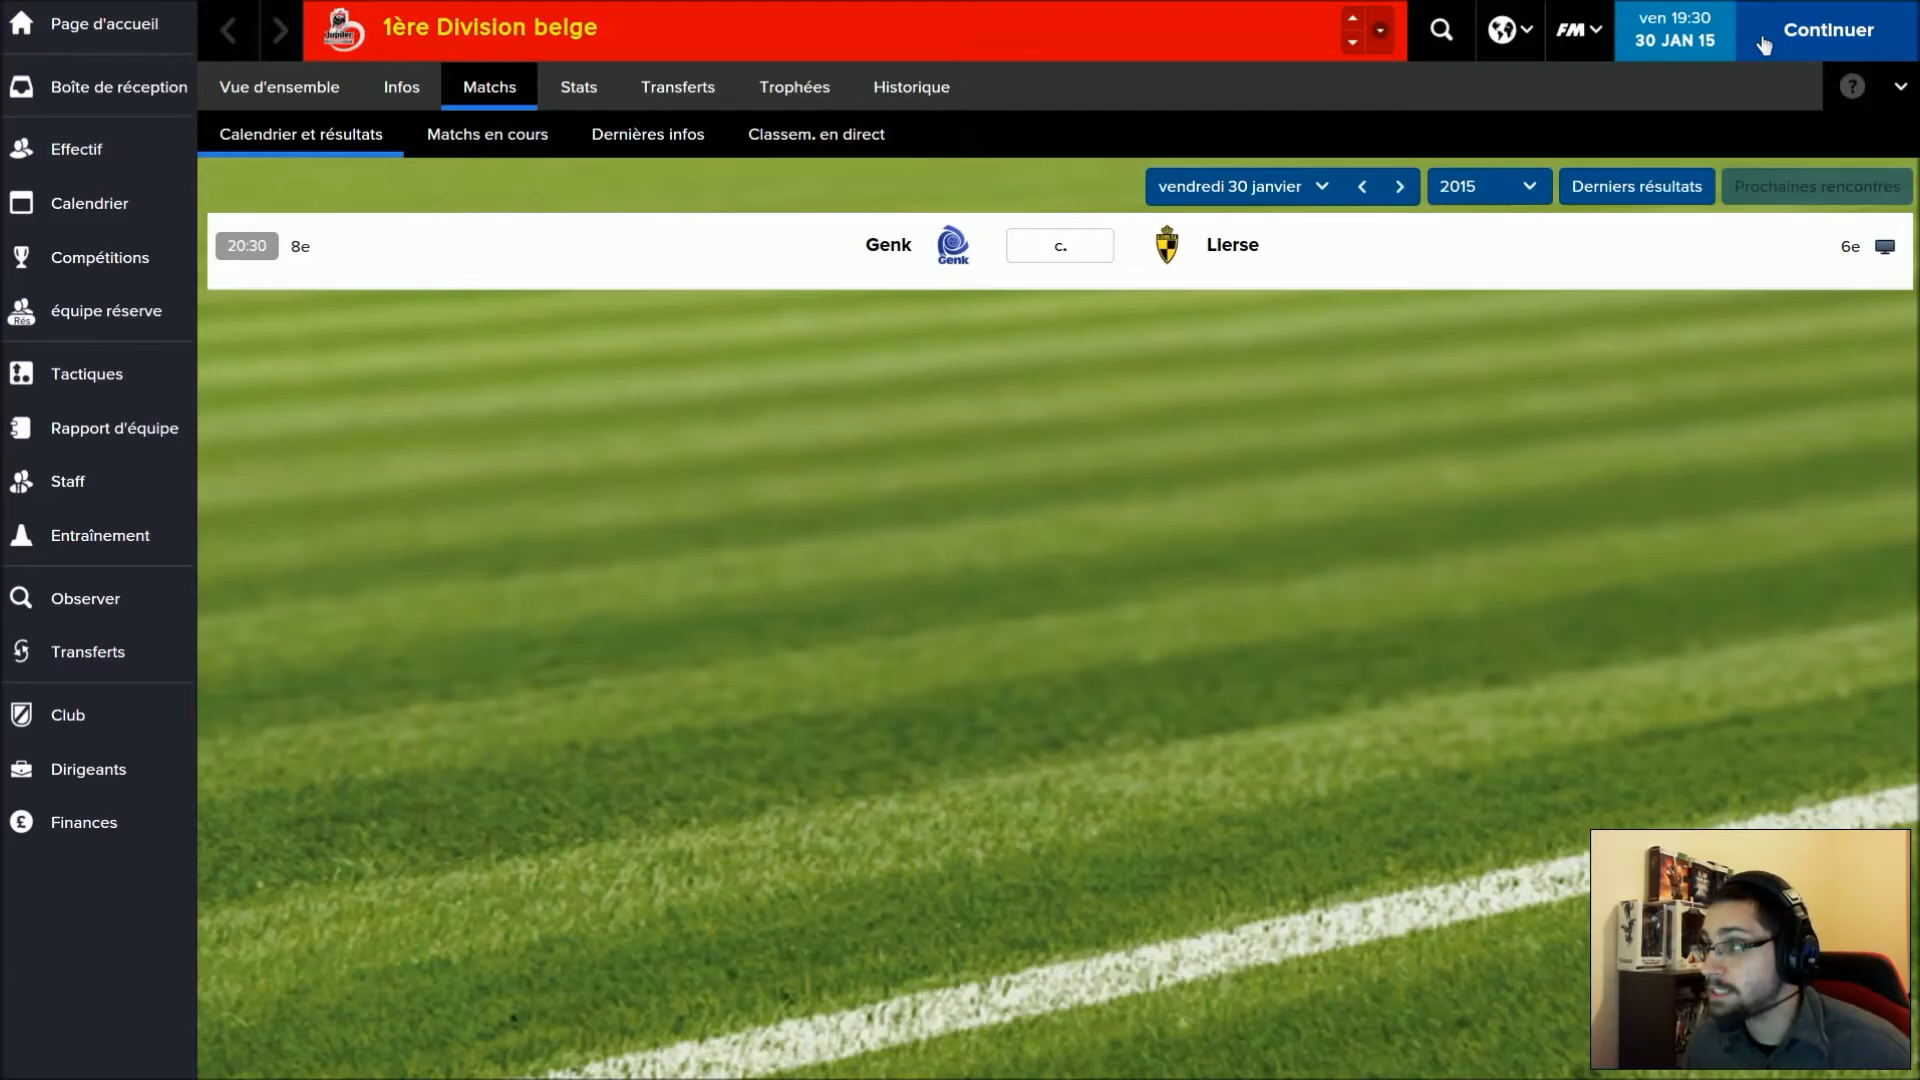 Page d'accueil
1ère Division belge
FM
ven 19:30
30 JAN 15
Continuer
Boîte de réception
Vue d'ensemble
Infos
Matchs
Stats
Transferts
Trophées
Historique
?
Calendrier et résultats
Matchs en cours
Dernières infos
Classem. en direct
Effectif
Calendrier
Compétitions
équipe réserve
Rés
Tactiques
Rapport d'équipe
Staff
Entraînement
Observer
Transferts
Club
Dirigeants
Finances
vendredi 30 janvier
2015
Derniers résultats
Prochaines rencontres
20:30
8e
Genk
Genk
c.
Lierse
6e